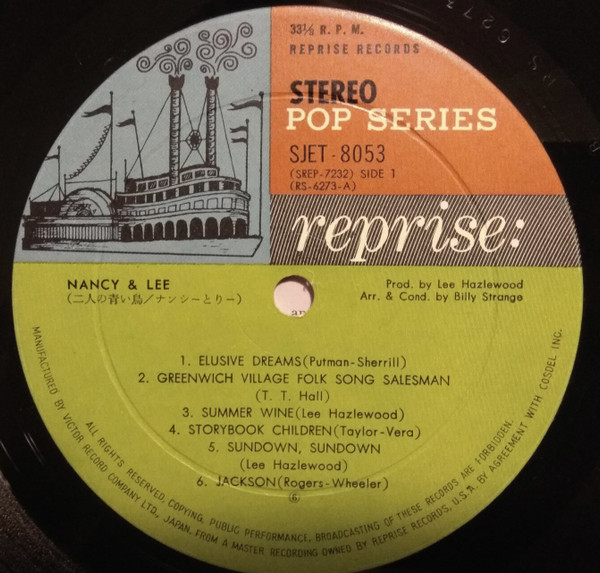 33⅓ R. P. M.
REPRISE RECORDS
STEREO
POP SERIES
SJET-8053
(SREP-7232) SIDE 1
(RS-6273-A)
reprise:
NANCY & LEE
(二人の青い鳥/ナンシーとリー)
Prod. by Lee Hazlewood
Arr. & Cond. by Billy Strange
1. ELUSIVE DREAMS(Putman-Sherrill)
2. GREENWICH VILLAGE FOLK SONG SALESMAN
(T. T. Hall)
3. SUMMER WINE(Lee Hazlewood)
4. STORYBOOK CHILDREN(Taylor-Vera)
5. SUNDOWN, SUNDOWN
(Lee Hazlewood)
6. JACKSON(Rogers-Wheeler)
ALL RIGHTS RESERVED, COPYING, PUBLIC PERFORMANCE, BROADCASTING OF THESE RECORDS ARE FORBIDDEN.
MANUFACTURED BY VICTOR RECORD COMPANY LTD., JAPAN, FROM A MASTER RECORDING OWNED BY REPRISE RECORDS, U.S.A. BY AGREEMENT WITH COSDEL INC.